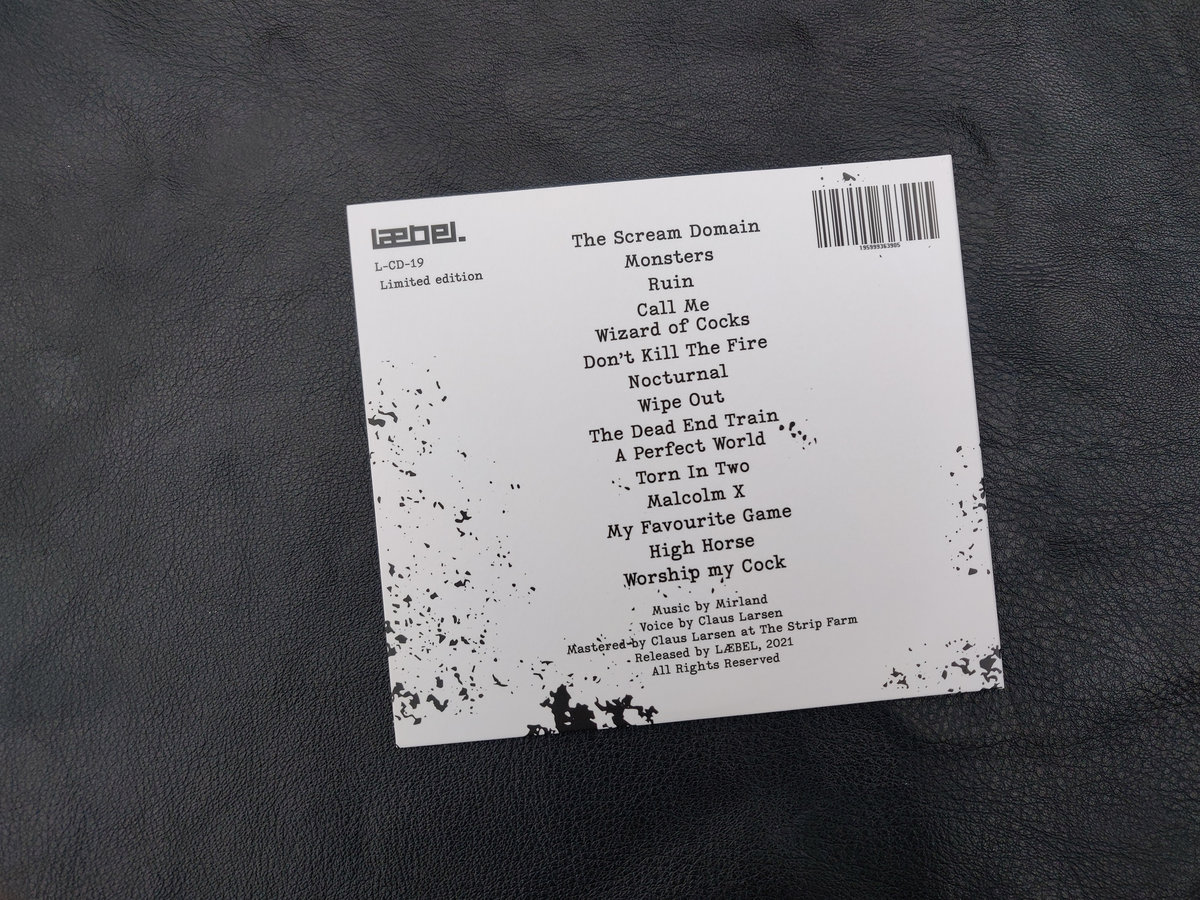 læbel.
L-CD-19
Limited edition
195999363905
The Scream Domain
Monsters
Ruin
Call Me
Wizard of Cocks
Don't Kill The Fire
Nocturnal
Wipe Out
The Dead End Train
A Perfect World
Torn In Two
Malcolm X
My Favourite Game
High Horse
Worship my Cock
Music by Mirland
Voice by Claus Larsen
Mastered by Claus Larsen at The Strip Farm
Released by LÆBEL, 2021
All Rights Reserved